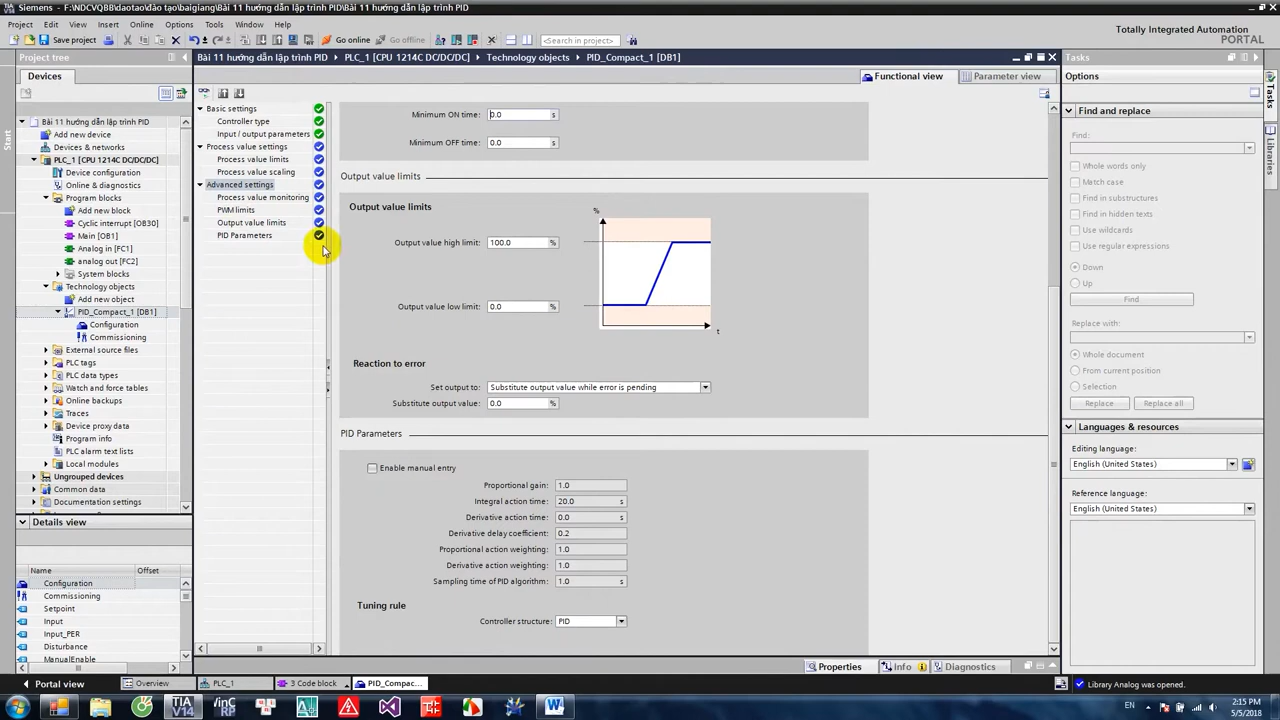 Siemens - F:\NDCVQBB\daotao\đào tạo\baigiang\Bài 11 hướng dẫn lập trình PID\Bài 11 hướng dẫn lập trình PID
Project Edit View Insert Online Options Tools Window Help
Totally Integrated Automation
PORTAL
Save project Go online Go offline <Search in project>
Project tree
Bài 11 hướng dẫn lập trình PID ▸ PLC_1 [CPU 1214C DC/DC/DC] ▸ Technology objects ▸ PID_Compact_1 [DB1]
Tasks
Devices
Functional view
Parameter view
Options
Bài 11 hướng dẫn lập trình PID
Add new device
Devices & networks
PLC_1 [CPU 1214C DC/DC/DC]
Device configuration
Online & diagnostics
Program blocks
Add new block
Cyclic interrupt [OB30]
Main [OB1]
Analog in [FC1]
analog out [FC2]
System blocks
Technology objects
Add new object
PID_Compact_1 [DB1]
Configuration
Commissioning
External source files
PLC tags
PLC data types
Watch and force tables
Online backups
Traces
Device proxy data
Program info
PLC alarm text lists
Local modules
Ungrouped devices
Common data
Documentation settings
Details view
Name Offset
Configuration
Commissioning
Setpoint
Input
Input_PER
Disturbance
ManualEnable
Basic settings
Controller type
Input / output parameters
Process value settings
Process value limits
Process value scaling
Advanced settings
Process value monitoring
PWM limits
Output value limits
PID Parameters
Minimum ON time: 0.0 s
Minimum OFF time: 0.0 s
Output value limits
Output value limits
%
Output value high limit: 100.0 %
Output value low limit: 0.0 %
t
Reaction to error
Set output to: Substitute output value while error is pending
Substitute output value: 0.0 %
PID Parameters
Enable manual entry
Proportional gain: 1.0
Integral action time: 20.0 s
Derivative action time: 0.0 s
Derivative delay coefficient: 0.2
Proportional action weighting: 1.0
Derivative action weighting: 1.0
Sampling time of PID algorithm: 1.0 s
Tuning rule
Controller structure: PID
Find and replace
Find:
Whole words only
Match case
Find in substructures
Find in hidden texts
Use wildcards
Use regular expressions
Down
Up
Find
Replace with:
Whole document
From current position
Selection
Replace Replace all
Languages & resources
Editing language:
English (United States)
Reference language:
English (United States)
Start
Tasks
Libraries
Properties Info Diagnostics
Portal view Overview PLC_1 3 Code block PID_Compac...
Library Analog was opened.
TIA
V14
EN
2:15 PM
5/5/2018